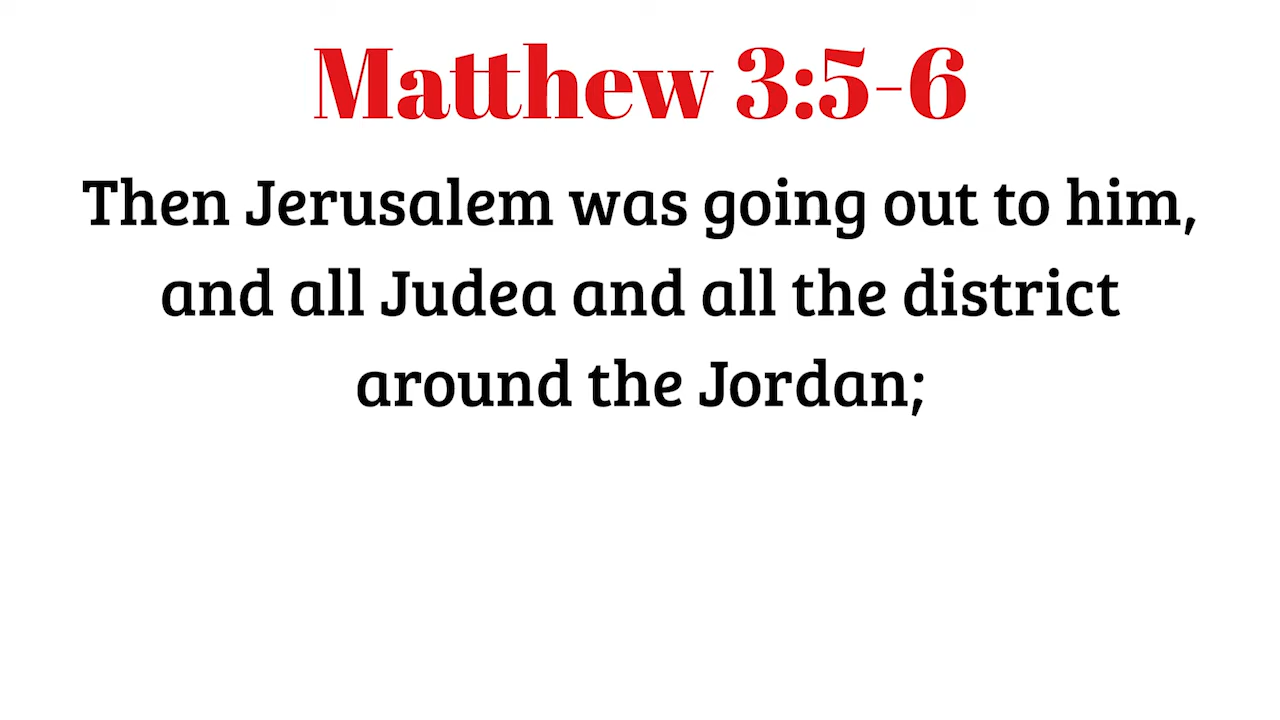 Matthew 3:5-6
Then Jerusalem was going out to him,
and all Judea and all the district
around the Jordan;